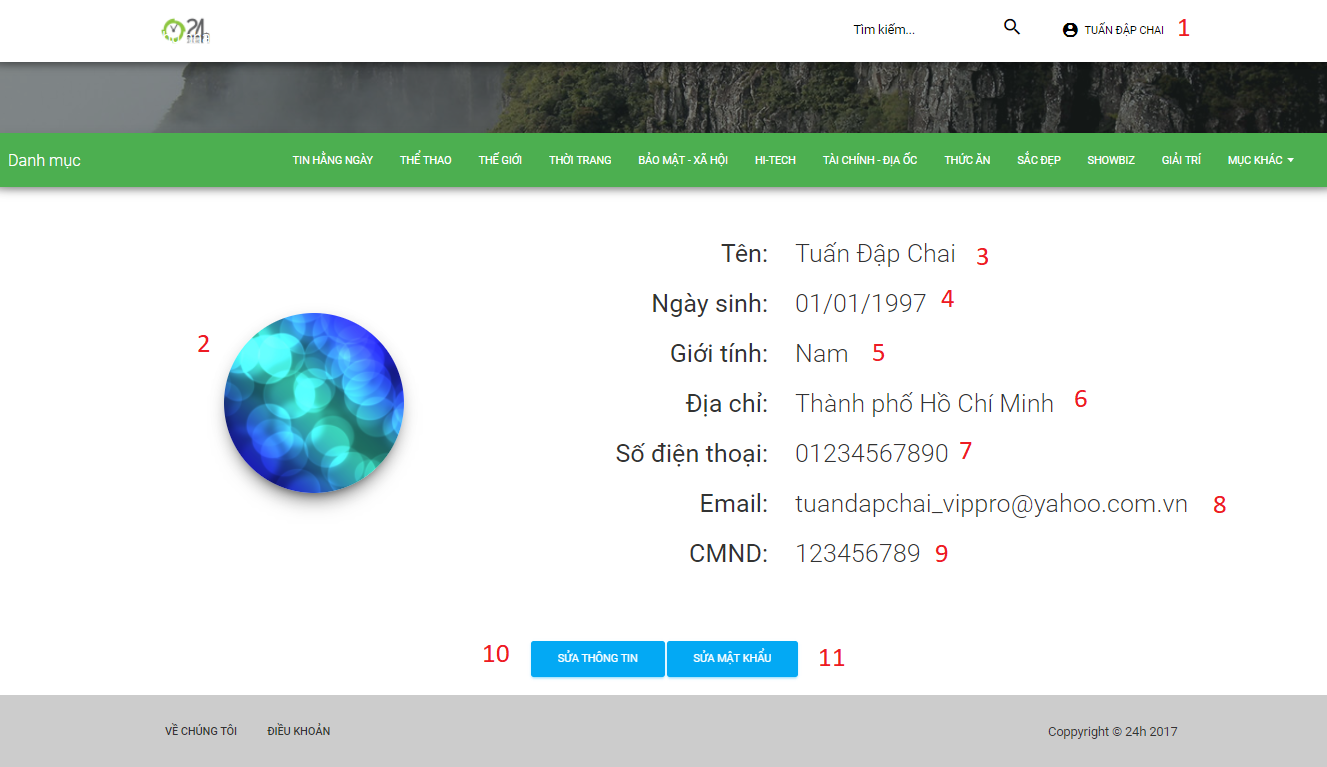 24
Tìm kiếm...
TUẤN ĐẬP CHAI 1
Danh mục TIN HẰNG NGÀY THỂ THAO THẾ GIỚI THỜI TRANG BẢO MẬT - XÃ HỘI HI-TECH TÀI CHÍNH - ĐỊA ỐC THỨC ĂN SẮC ĐẸP SHOWBIZ GIẢI TRÍ MỤC KHÁC
2
Tên: Tuấn Đập Chai 3
Ngày sinh: 01/01/1997 4
Giới tính: Nam 5
Địa chỉ: Thành phố Hồ Chí Minh 6
Số điện thoại: 01234567890 7
Email: tuandapchai_vippro@yahoo.com.vn 8
CMND: 123456789 9
10 SỬA THÔNG TIN SỬA MẬT KHẨU 11
VỀ CHÚNG TÔI ĐIỀU KHOẢN Coppyright © 24h 2017